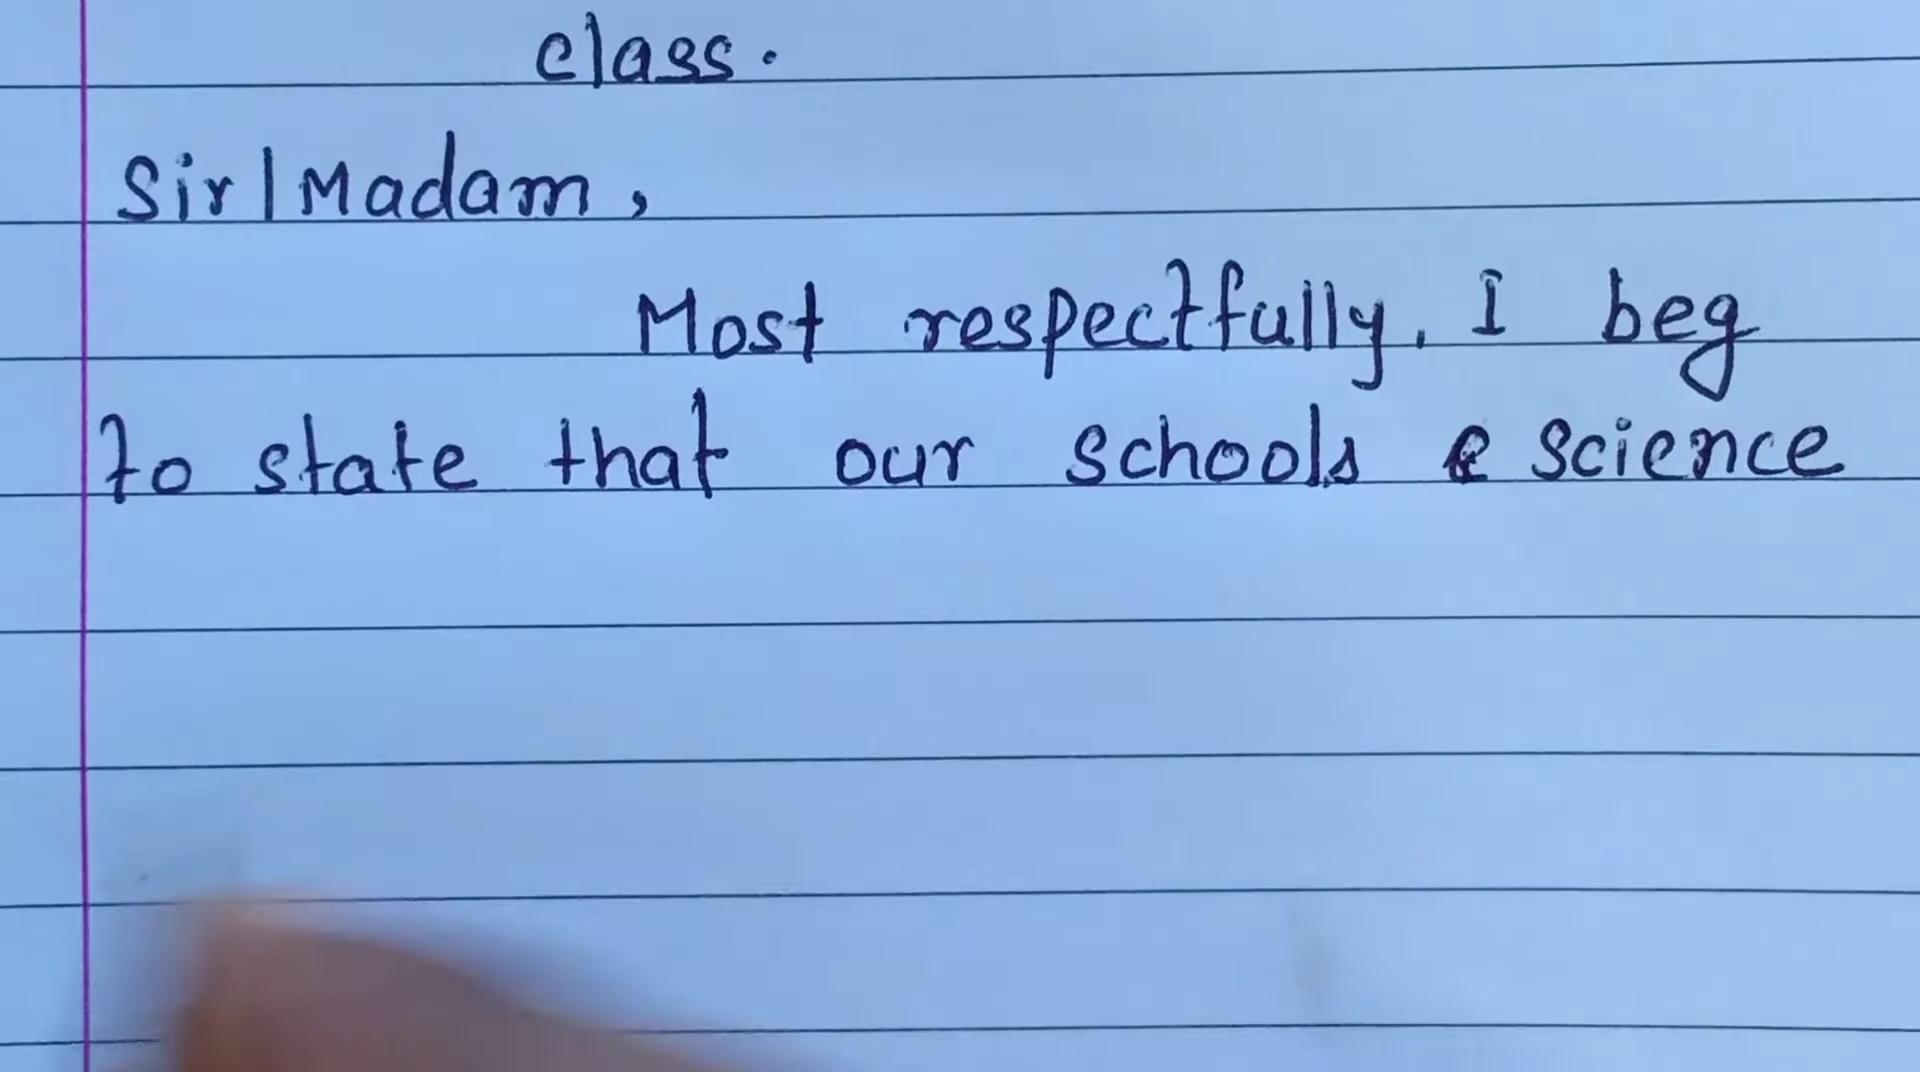 class.
Sir/Madam,
Most respectfully, I beg
to state that our schools science